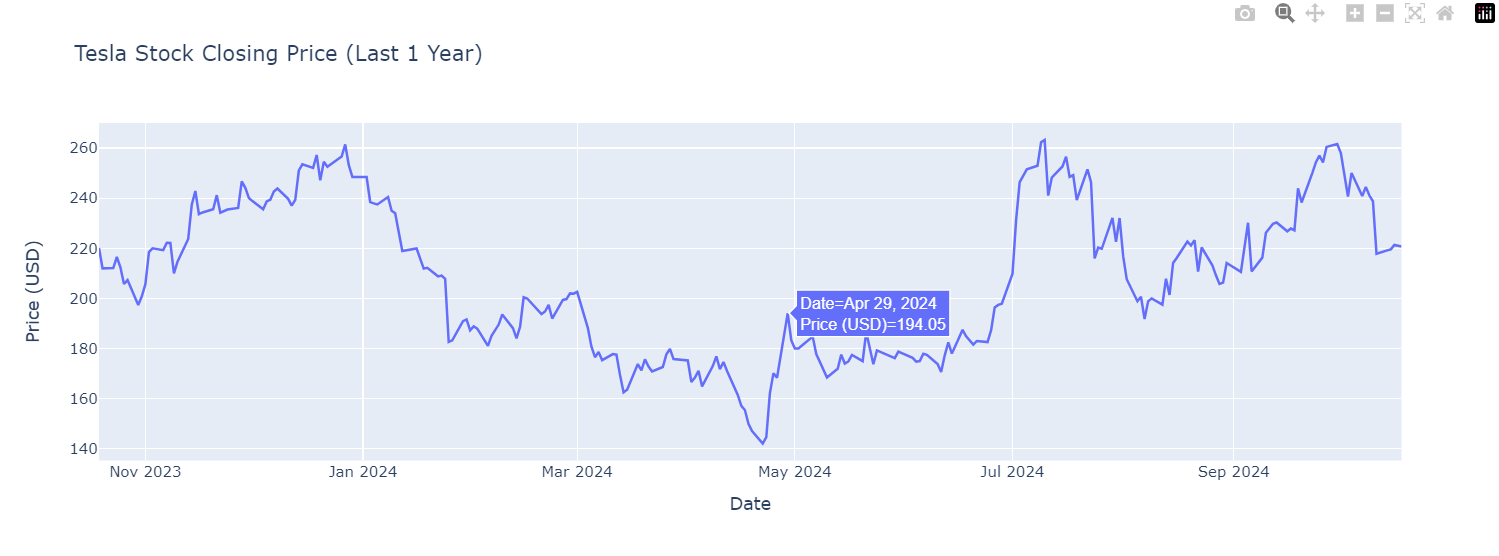 Tesla Stock Closing Price (Last 1 Year)
260
240
220
200
180
160
140
Price (USD)
Date=Apr 29, 2024
Price (USD)=194.05
Nov 2023
Jan 2024
Mar 2024
May 2024
Jul 2024
Sep 2024
Date